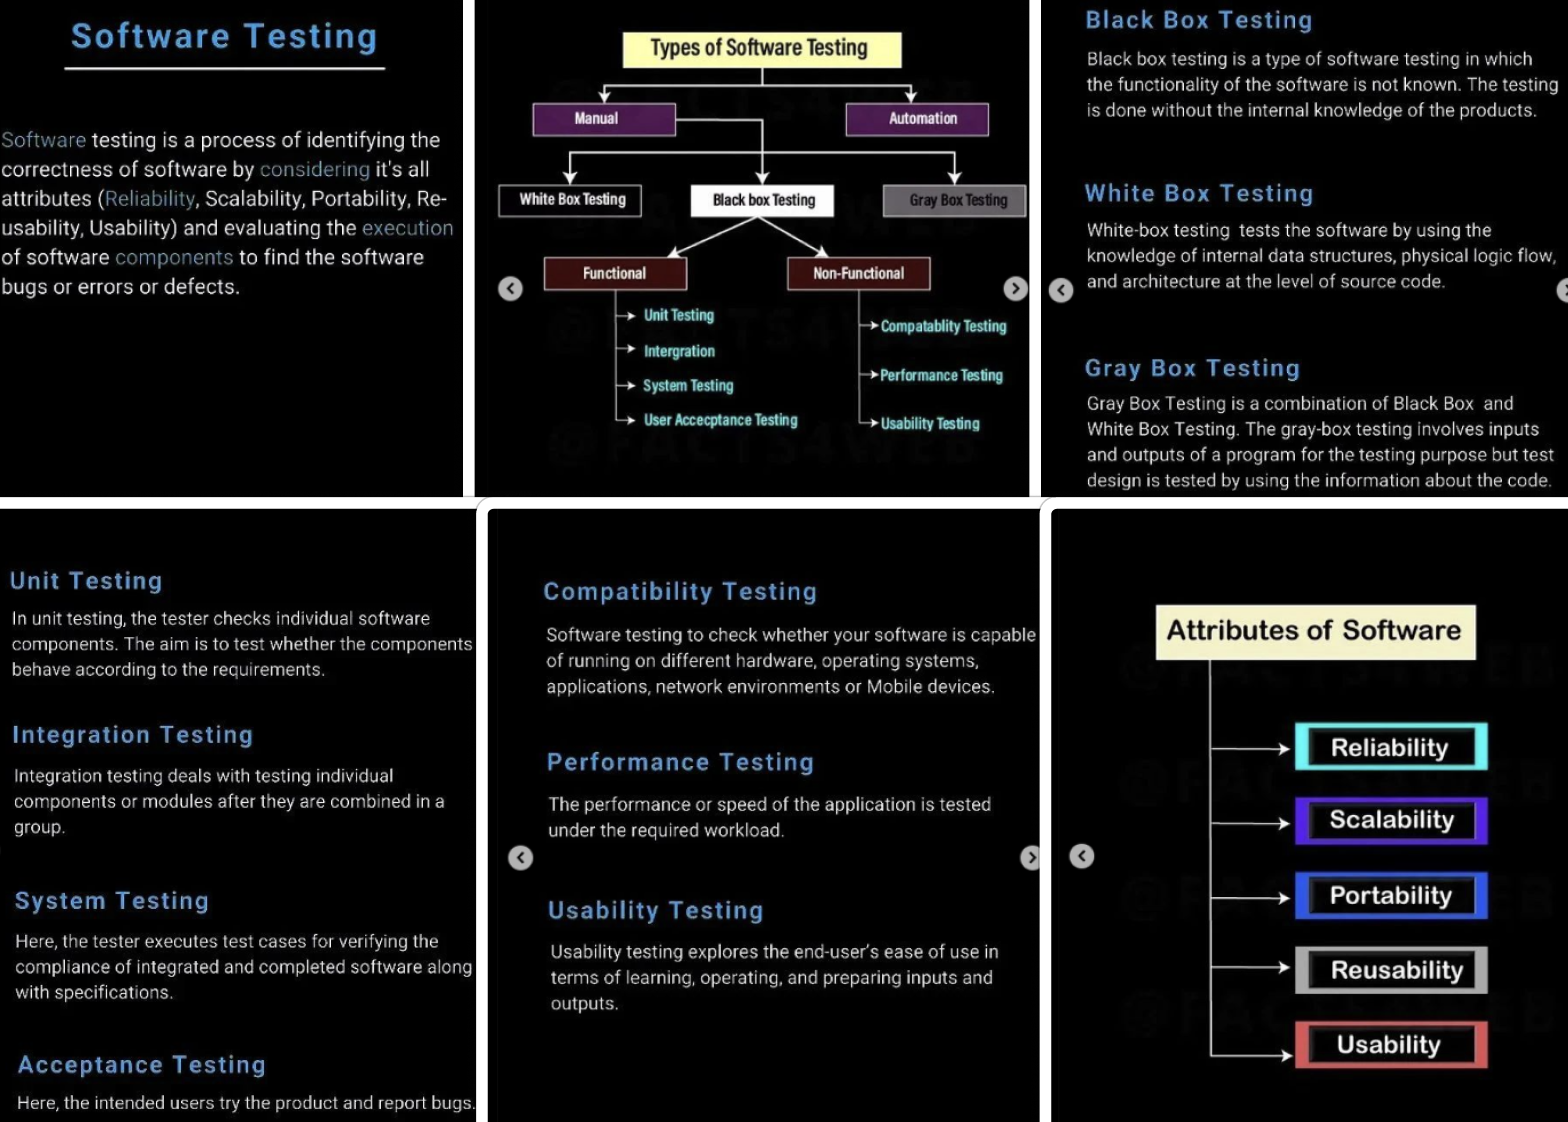 Software Testing
Software testing is a process of identifying the
correctness of software by considering it's all
attributes (Reliability, Scalability, Portability, Re-
usability, Usability) and evaluating the execution
of software components to find the software
bugs or errors or defects.
Types of Software Testing
Manual
Automation
White Box Testing
Black box Testing
Gray Box Testing
Functional
Non-Functional
Unit Testing
Intergration
System Testing
User Accecptance Testing
Compatablity Testing
Performance Testing
Usability Testing
@FACTS4WEB
Black Box Testing
Black box testing is a type of software testing in which
the functionality of the software is not known. The testing
is done without the internal knowledge of the products.
White Box Testing
White-box testing tests the software by using the
knowledge of internal data structures, physical logic flow,
and architecture at the level of source code.
Gray Box Testing
Gray Box Testing is a combination of Black Box and
White Box Testing. The gray-box testing involves inputs
and outputs of a program for the testing purpose but test
design is tested by using the information about the code.
Unit Testing
In unit testing, the tester checks individual software
components. The aim is to test whether the components
behave according to the requirements.
Integration Testing
Integration testing deals with testing individual
components or modules after they are combined in a
group.
System Testing
Here, the tester executes test cases for verifying the
compliance of integrated and completed software along
with specifications.
Acceptance Testing
Here, the intended users try the product and report bugs.
Compatibility Testing
Software testing to check whether your software is capable
of running on different hardware, operating systems,
applications, network environments or Mobile devices.
Performance Testing
The performance or speed of the application is tested
under the required workload.
Usability Testing
Usability testing explores the end-user's ease of use in
terms of learning, operating, and preparing inputs and
outputs.
Attributes of Software
Reliability
Scalability
Portability
Reusability
Usability